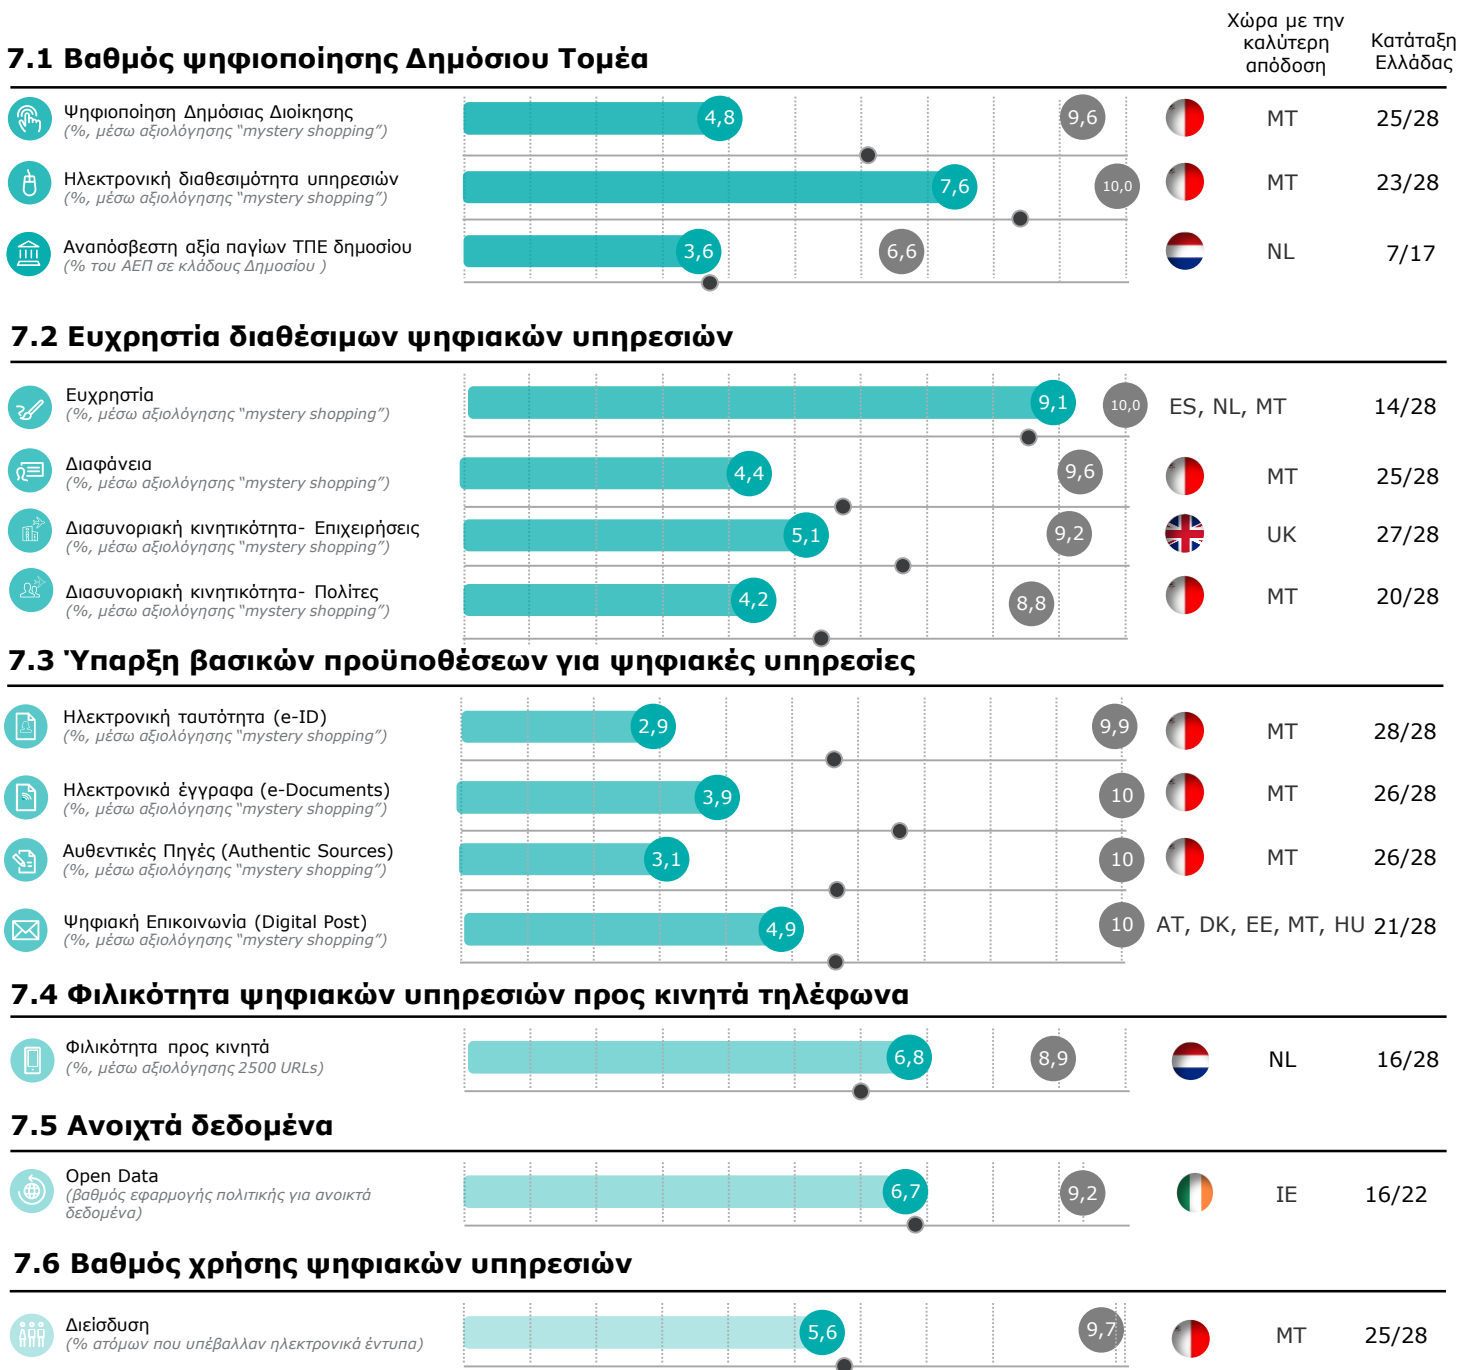 Χώρα με την
καλύτερη
απόδοση
Κατάταξη
Ελλάδας
7.1 Βαθμός ψηφιοποίησης Δημόσιου Τομέα
Ψηφιοποίηση Δημόσιας Διοίκησης
(%, μέσω αξιολόγησης “mystery shopping”)
4,8
9,6
MT
25/28
Ηλεκτρονική διαθεσιμότητα υπηρεσιών
(%, μέσω αξιολόγησης “mystery shopping”)
7,6
10,0
MT
23/28
Αναπόσβεστη αξία παγίων ΤΠΕ δημοσίου
(% του ΑΕΠ σε κλάδους Δημοσίου )
3,6
6,6
NL
7/17
7.2 Ευχρηστία διαθέσιμων ψηφιακών υπηρεσιών
Ευχρηστία
(%, μέσω αξιολόγησης “mystery shopping”)
9,1
10,0
ES, NL, MT
14/28
Διαφάνεια
(%, μέσω αξιολόγησης “mystery shopping”)
4,4
9,6
MT
25/28
Διασυνοριακή κινητικότητα- Επιχειρήσεις
(%, μέσω αξιολόγησης “mystery shopping”)
5,1
9,2
UK
27/28
Διασυνοριακή κινητικότητα- Πολίτες
(%, μέσω αξιολόγησης “mystery shopping”)
4,2
8,8
MT
20/28
7.3 Ύπαρξη βασικών προϋποθέσεων για ψηφιακές υπηρεσίες
Ηλεκτρονική ταυτότητα (e-ID)
(%, μέσω αξιολόγησης “mystery shopping”)
2,9
9,9
MT
28/28
Ηλεκτρονικά έγγραφα (e-Documents)
(%, μέσω αξιολόγησης “mystery shopping”)
3,9
10
MT
26/28
Αυθεντικές Πηγές (Authentic Sources)
(%, μέσω αξιολόγησης “mystery shopping”)
3,1
10
MT
26/28
Ψηφιακή Επικοινωνία (Digital Post)
(%, μέσω αξιολόγησης “mystery shopping”)
4,9
10
AT, DK, EE, MT, HU
21/28
7.4 Φιλικότητα ψηφιακών υπηρεσιών προς κινητά τηλέφωνα
Φιλικότητα προς κινητά
(%, μέσω αξιολόγησης 2500 URLs)
6,8
8,9
NL
16/28
7.5 Ανοιχτά δεδομένα
Open Data
(βαθμός εφαρμογής πολιτικής για ανοικτά
δεδομένα)
6,7
9,2
IE
16/22
7.6 Βαθμός χρήσης ψηφιακών υπηρεσιών
Διείσδυση
(% ατόμων που υπέβαλλαν ηλεκτρονικά έντυπα)
5,6
9,7
MT
25/28